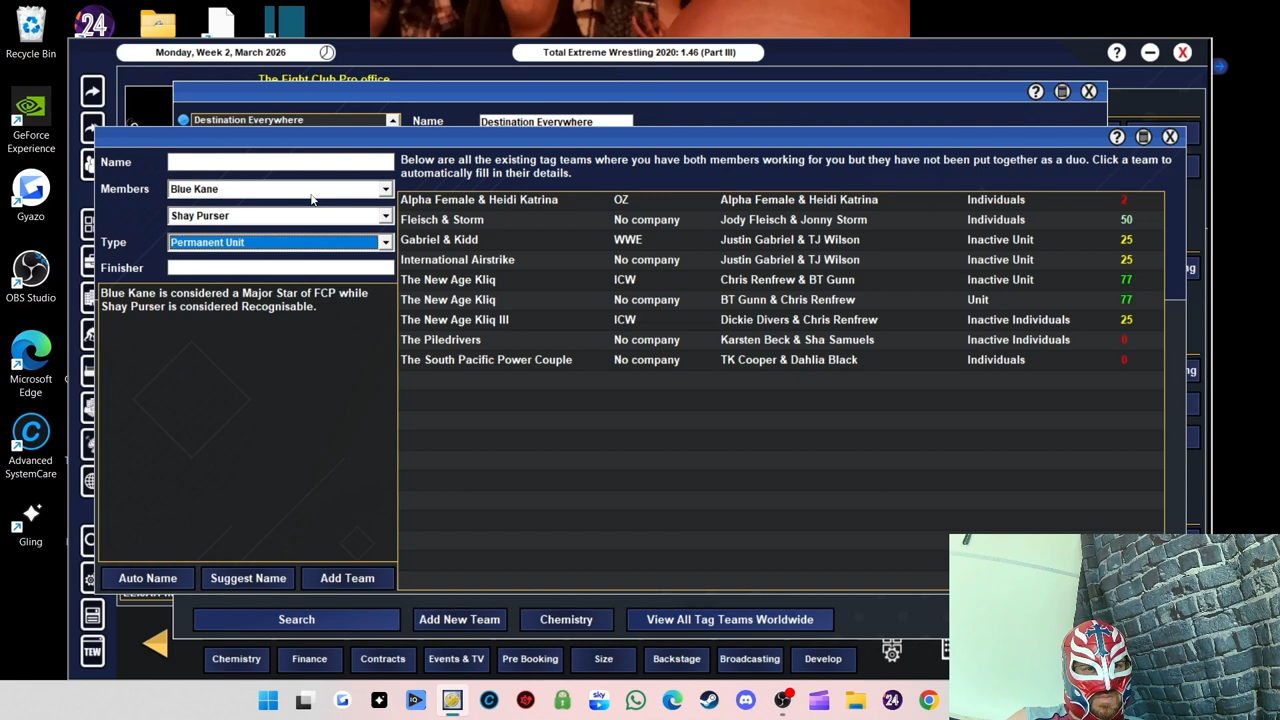 Recycle Bin
GeForce
Experience
Gyazo
OBS Studio
Microsoft
Edge
Advanced
SystemCare
Gling
24
Monday, Week 2, March 2026
Total Extreme Wrestling 2020: 1.46 (Part III)
? X
The Fight Club Pro office
? X
Destination Everywhere
Name
Destination Everywhere
? X
Name
Below are all the existing tag teams where you have both members working for you but they have not been put together as a duo. Click a team to
automatically fill in their details.
Members
Blue Kane
Shay Purser
Type
Permanent Unit
Finisher
Blue Kane is considered a Major Star of FCP while
Shay Purser is considered Recognisable.
Alpha Female & Heidi Katrina OZ Alpha Female & Heidi Katrina Individuals 2
Fleisch & Storm No company Jody Fleisch & Jonny Storm Individuals 50
Gabriel & Kidd WWE Justin Gabriel & TJ Wilson Inactive Unit 25
International Airstrike No company Justin Gabriel & TJ Wilson Inactive Unit 25
The New Age Kliq ICW Chris Renfrew & BT Gunn Inactive Unit 77
The New Age Kliq No company BT Gunn & Chris Renfrew Unit 77
The New Age Kliq III ICW Dickie Divers & Chris Renfrew Inactive Individuals 25
The Piledrivers No company Karsten Beck & Sha Samuels Inactive Individuals 0
The South Pacific Power Couple No company TK Cooper & Dahlia Black Individuals 0
Auto Name
Suggest Name
Add Team
Search
Add New Team
Chemistry
View All Tag Teams Worldwide
TEW
Chemistry
Finance
Contracts
Events & TV
Pre Booking
Size
Backstage
Broadcasting
Develop
sky
24